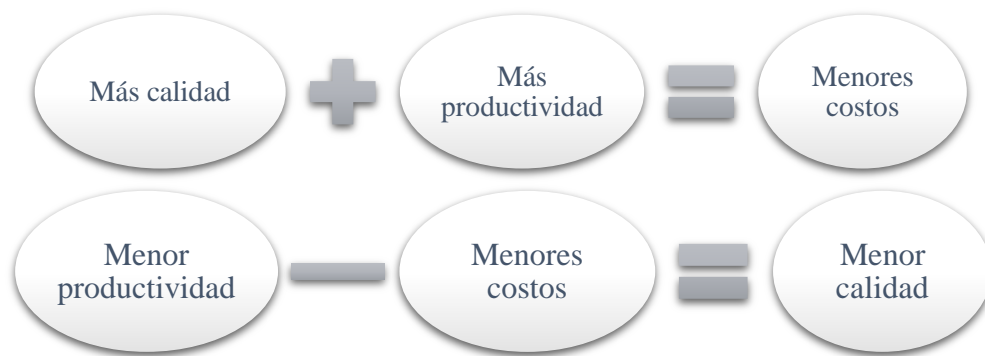 Más calidad
Más
productividad
Menores
costos
Menor
productividad
Menores
costos
Menor
calidad